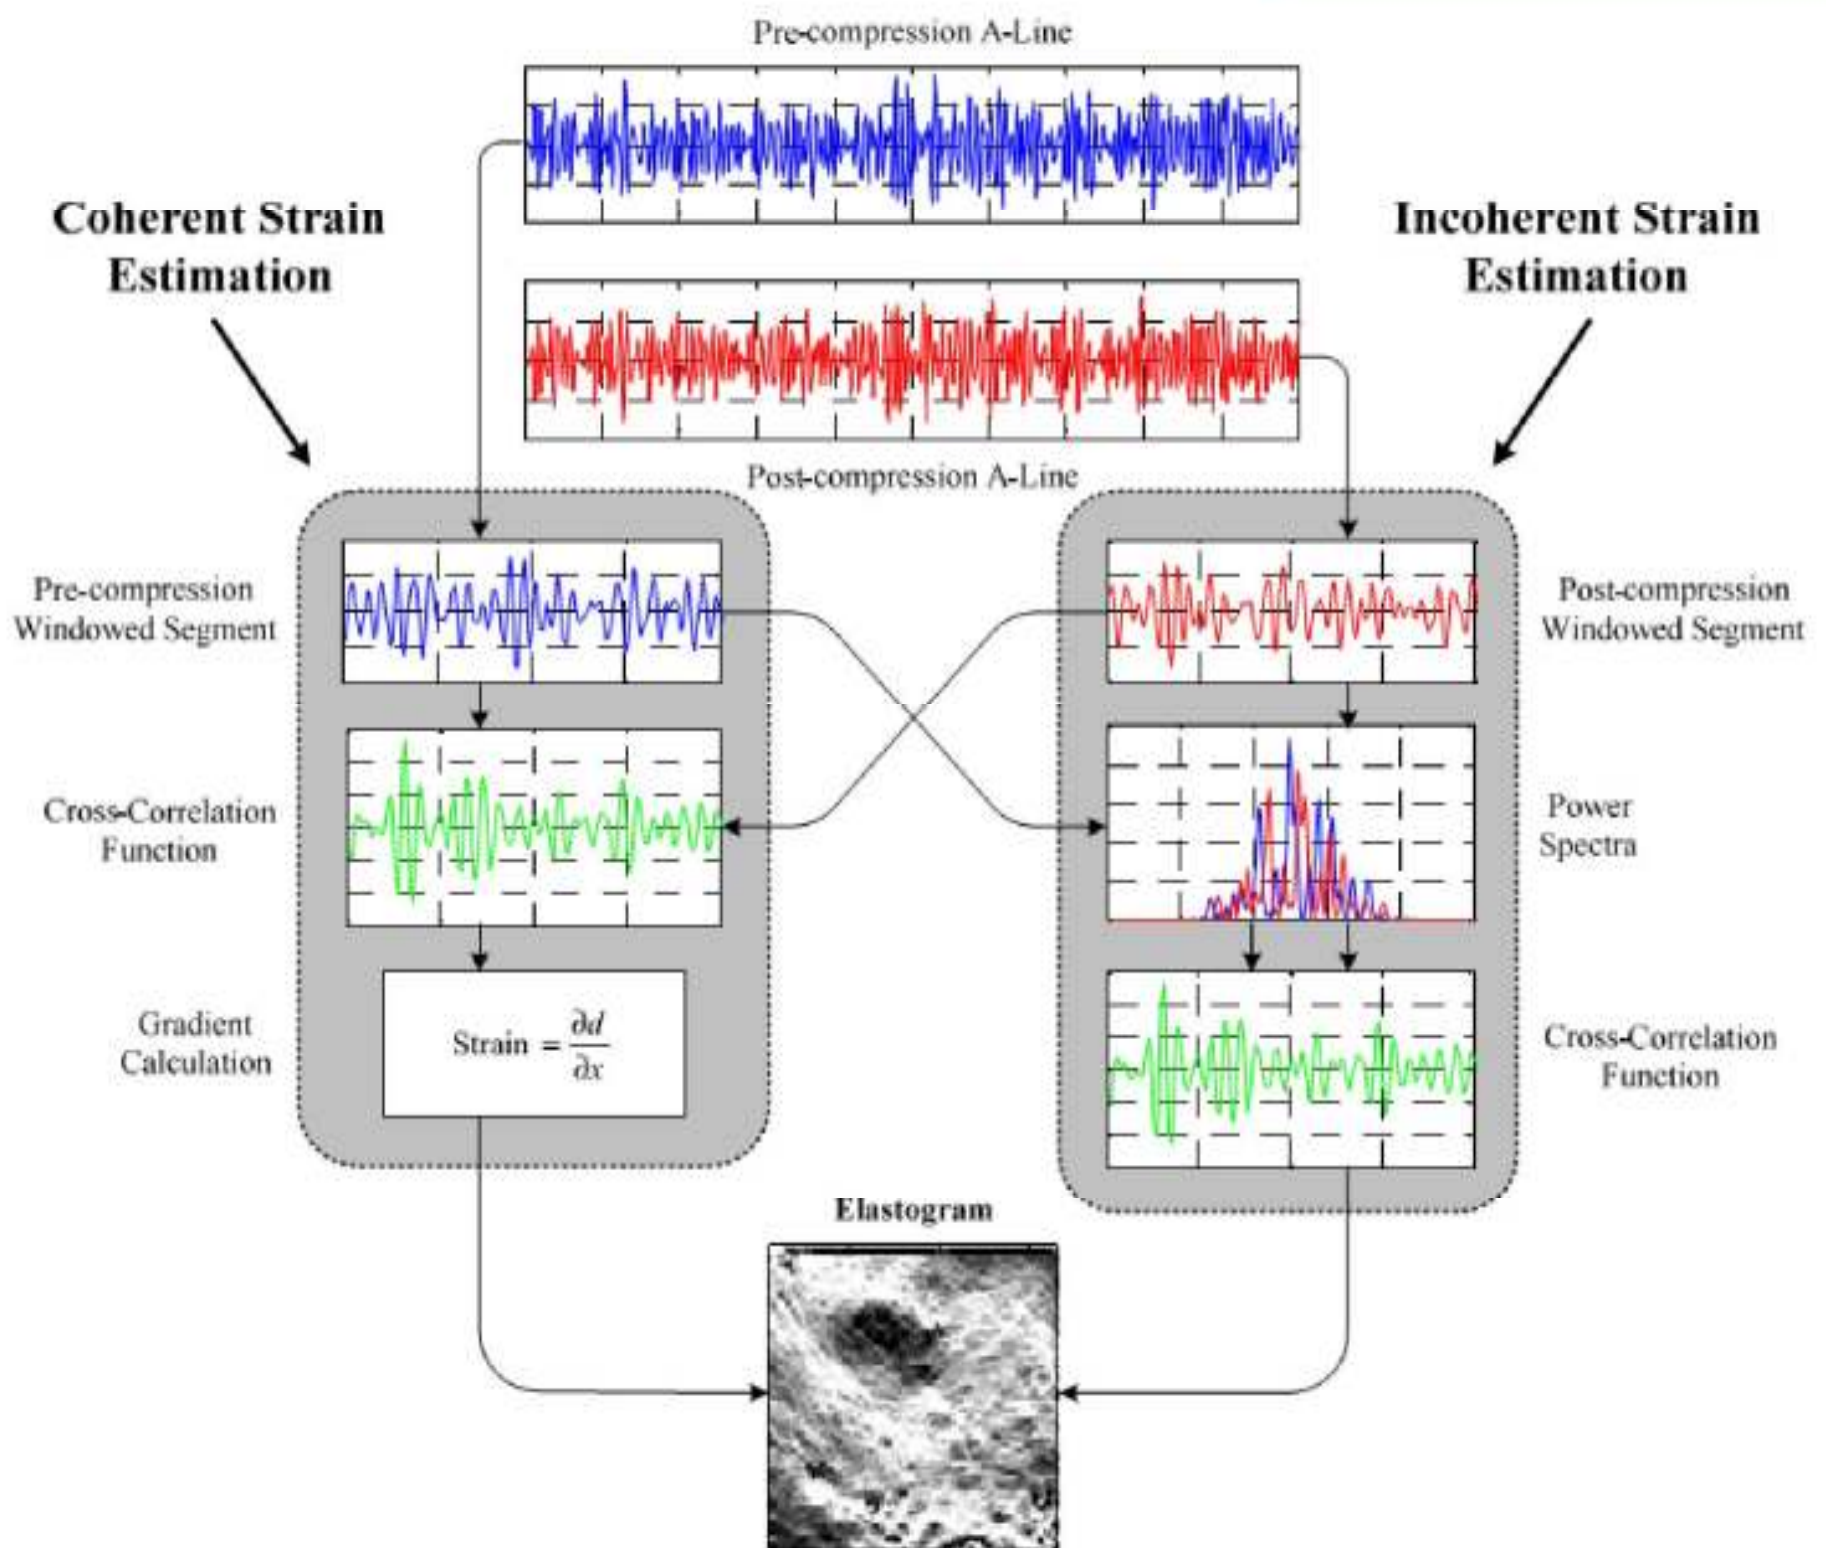 Pre-compression A-Line
Coherent Strain
Estimation
Incoherent Strain
Estimation
Post-compression A-Line
Pre-compression
Windowed Segment
Post-compression
Windowed Segment
Cross-Correlation
Function
Power
Spectra
Gradient
Calculation
Strain = ∂d/∂x
Cross-Correlation
Function
Elastogram